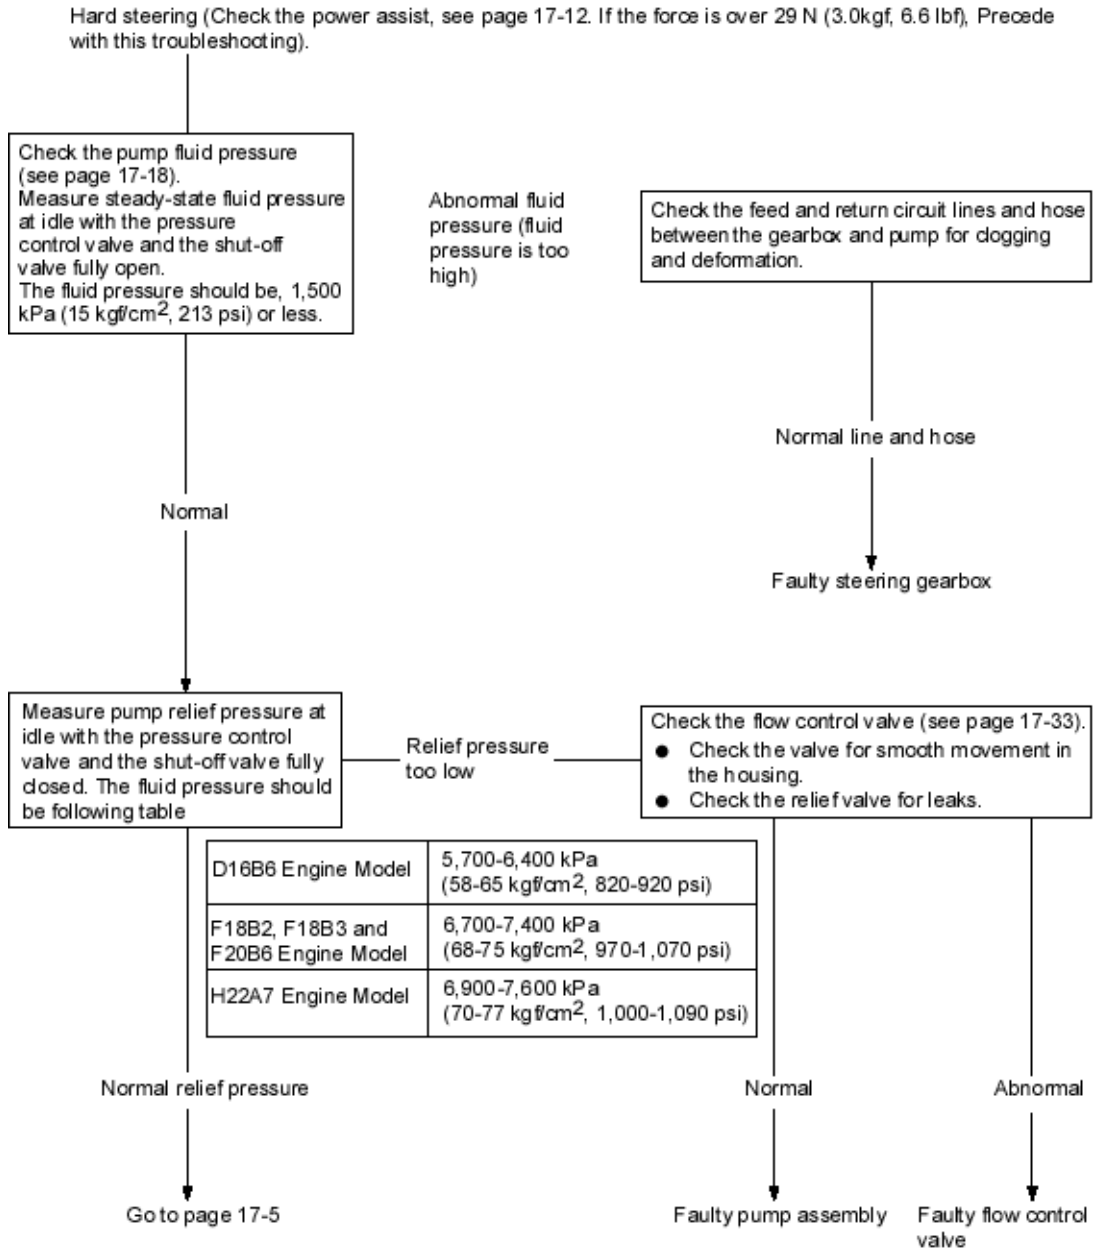 Hard steering (Check the power assist, see page 17-12. If the force is over 29 N (3.0kgf, 6.6 lbf), Precede
with this troubleshooting).
Check the pump fluid pressure
(see page 17-18).
Measure steady-state fluid pressure
at idle with the pressure
control valve and the shut-off
valve fully open.
The fluid pressure should be, 1,500
kPa (15 kgf/cm2, 213 psi) or less.
Abnormal fluid
pressure (fluid
pressure is too
high)
Check the feed and return circuit lines and hose
between the gearbox and pump for clogging
and deformation.
Normal line and hose
Normal
Faulty steering gearbox
Measure pump relief pressure at
idle with the pressure control
valve and the shut-off valve fully
closed. The fluid pressure should
be following table
Relief pressure
too low
Check the flow control valve (see page 17-33).
● Check the valve for smooth movement in
the housing.
● Check the relief valve for leaks.
D16B6 Engine Model
5,700-6,400 kPa
(58-65 kgf/cm2, 820-920 psi)
F18B2, F18B3 and
F20B6 Engine Model
6,700-7,400 kPa
(68-75 kgf/cm2, 970-1,070 psi)
H22A7 Engine Model
6,900-7,600 kPa
(70-77 kgf/cm2, 1,000-1,090 psi)
Normal relief pressure
Normal
Abnormal
Go to page 17-5
Faulty pump assembly
Faulty flow control
valve